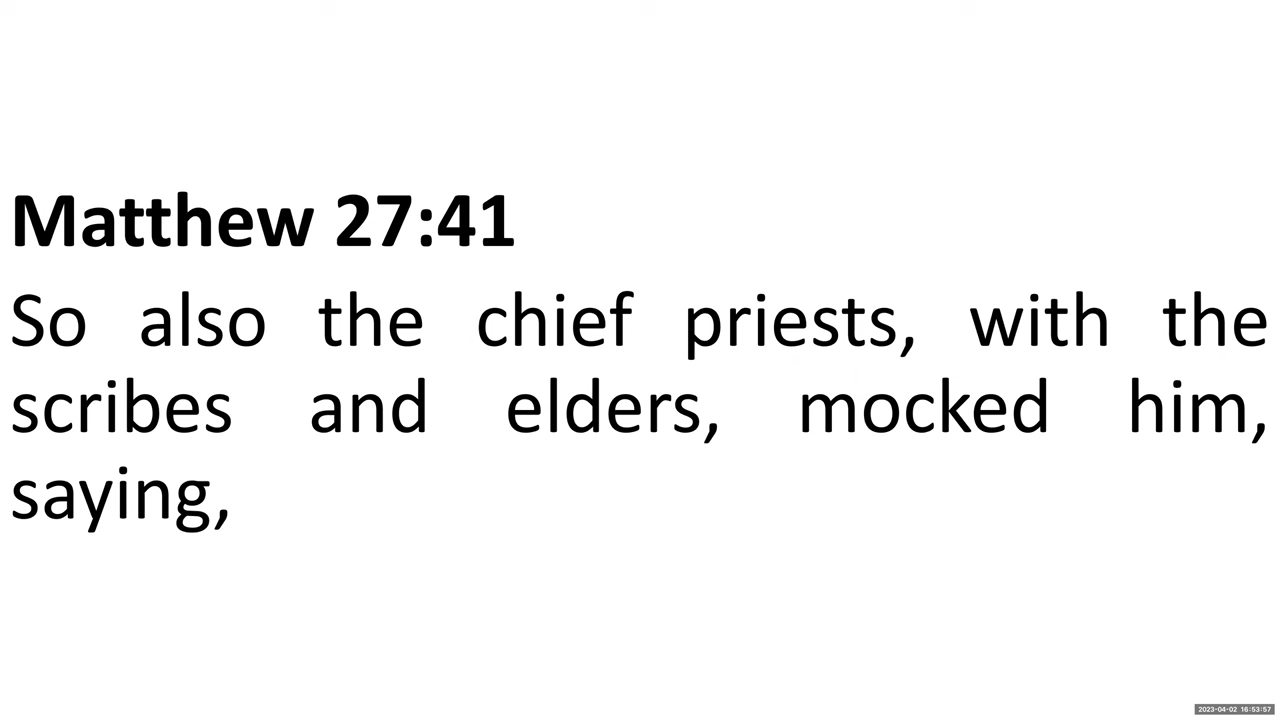 Matthew 27:41
So also the chief priests, with the
scribes and elders, mocked him,
saying,
2023-04-02 16:53:57